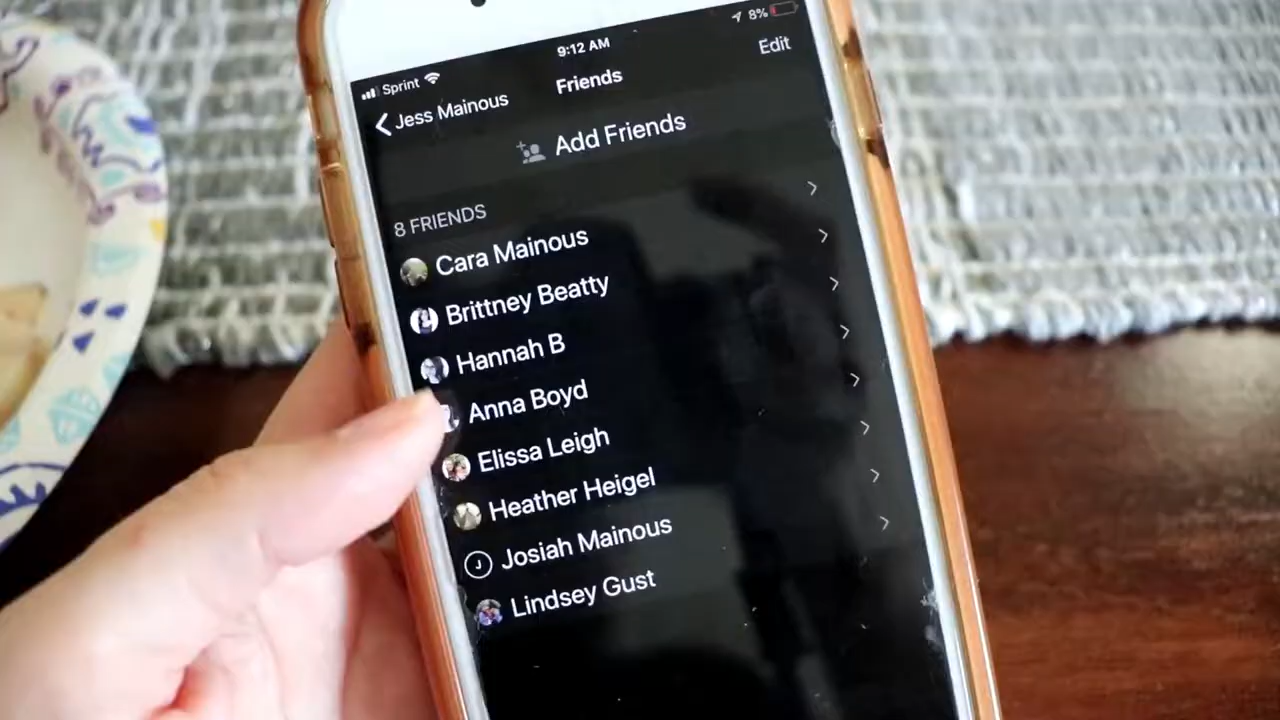 Sprint 9:12 AM 8%
Jess Mainous Friends Edit
Add Friends
8 FRIENDS
Cara Mainous
Brittney Beatty
Hannah B
Anna Boyd
Elissa Leigh
Heather Heigel
J Josiah Mainous
Lindsey Gust